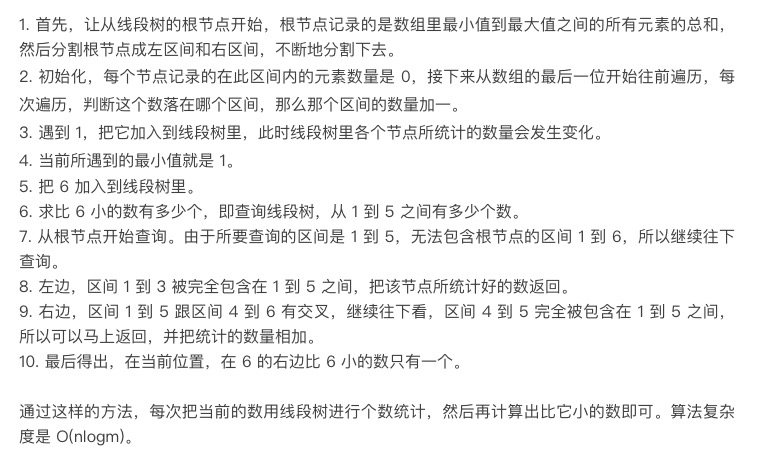 1. 首先，让从线段树的根节点开始，根节点记录的是数组里最小值到最大值之间的所有元素的总和，
然后分割根节点成左区间和右区间，不断地分割下去。
2. 初始化，每个节点记录的在此区间内的元素数量是 0，接下来从数组的最后一位开始往前遍历，每
次遍历，判断这个数落在哪个区间，那么那个区间的数量加一。
3. 遇到 1，把它加入到线段树里，此时线段树里各个节点所统计的数量会发生变化。
4. 当前所遇到的最小值就是 1。
5. 把 6 加入到线段树里。
6. 求比 6 小的数有多少个，即查询线段树，从 1 到 5 之间有多少个数。
7. 从根节点开始查询。由于所要查询的区间是 1 到 5，无法包含根节点的区间 1 到 6，所以继续往下
查询。
8. 左边，区间 1 到 3 被完全包含在 1 到 5 之间，把该节点所统计好的数返回。
9. 右边，区间 1 到 5 跟区间 4 到 6 有交叉，继续往下看，区间 4 到 5 完全被包含在 1 到 5 之间，
所以可以马上返回，并把统计的数量相加。
10. 最后得出，在当前位置，在 6 的右边比 6 小的数只有一个。
通过这样的方法，每次把当前的数用线段树进行个数统计，然后再计算出比它小的数即可。算法复杂
度是 O(nlogm)。